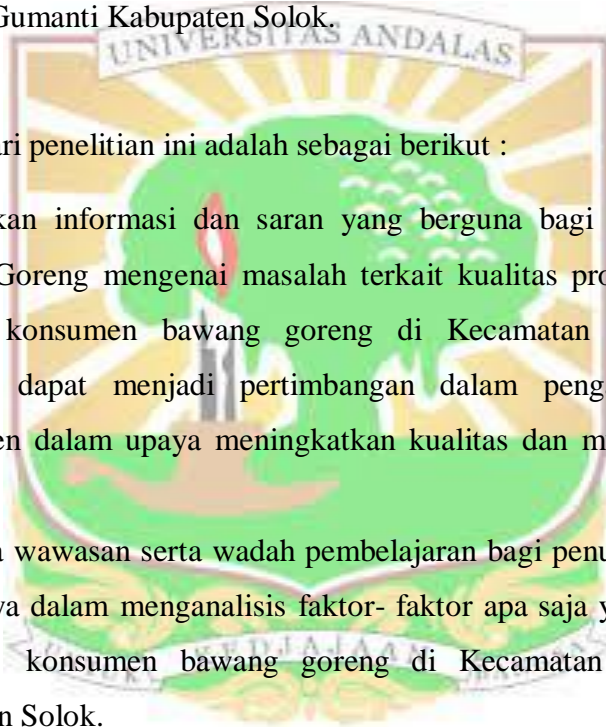 Gumanti Kabupaten Solok.
UNIVERSITAS ANDALAS
ri penelitian ini adalah sebagai berikut :
kan informasi dan saran yang berguna bagi
Goreng mengenai masalah terkait kualitas pro
konsumen bawang goreng di Kecamatan
dapat menjadi pertimbangan dalam peng
en dalam upaya meningkatkan kualitas dan m
a wawasan serta wadah pembelajaran bagi penu
ya dalam menganalisis faktor- faktor apa saja y
konsumen bawang goreng di Kecamatan
n Solok.